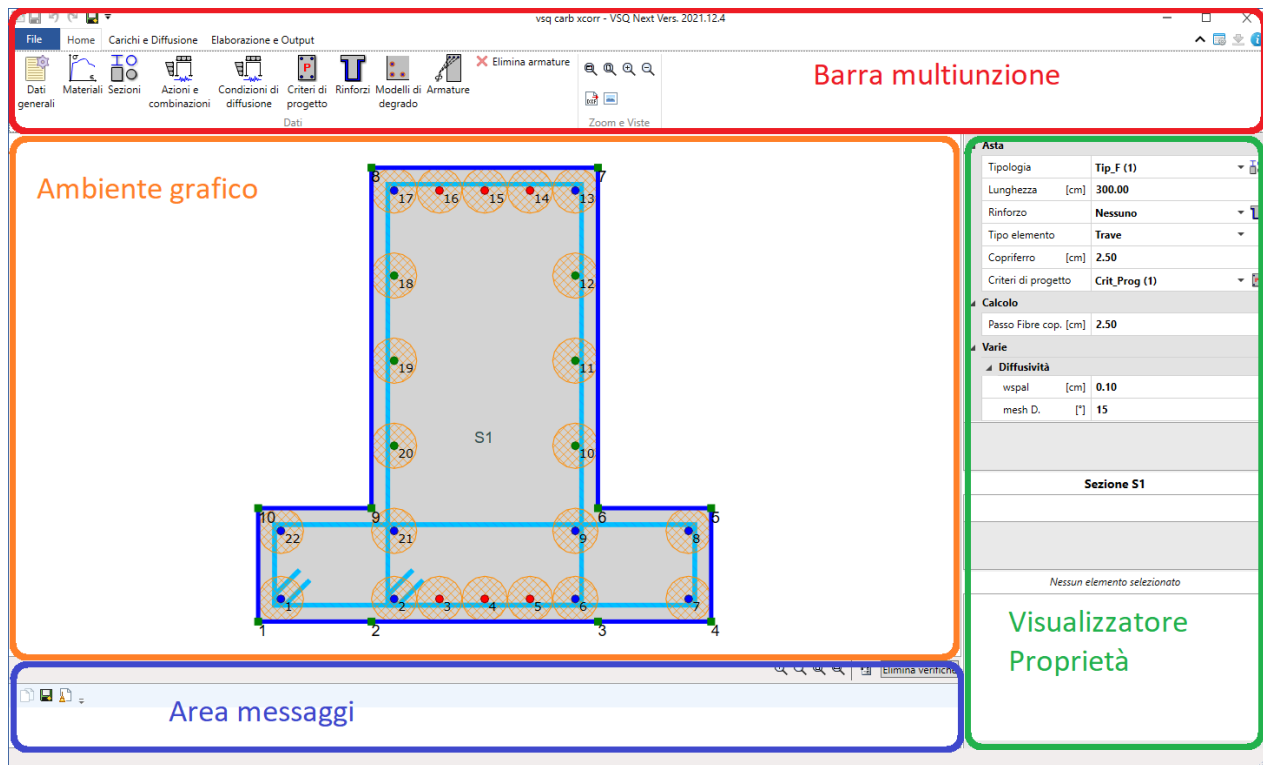 vsq carb xcorr - VSQ Next Vers. 2021.12.4
File Home Carichi e Diffusione Elaborazione e Output
Dati generali
Materiali
Sezioni
Azioni e combinazioni
Condizioni di diffusione
Criteri di progetto
Rinforzi
Modelli di degrado
Armature
Elimina armature
Dati
DXF
Zoom e Viste
Barra multiunzione
Ambiente grafico
8 7
17 16 15 14 13
18 12
19 11
20 10
S1
10 9 6 5
22 21 9 8
1 2 3 4 5 6 7
1 2 3 4
Asta
Tipologia Tip_F (1)
Lunghezza [cm] 300.00
Rinforzo Nessuno
Tipo elemento Trave
Copriferro [cm] 2.50
Criteri di progetto Crit_Prog (1)
Calcolo
Passo Fibre cop. [cm] 2.50
Varie
Diffusività
wspal [cm] 0.10
mesh D. [°] 15
Sezione S1
Nessun elemento selezionato
Visualizzatore
Proprietà
Elimina verifiche
Area messaggi